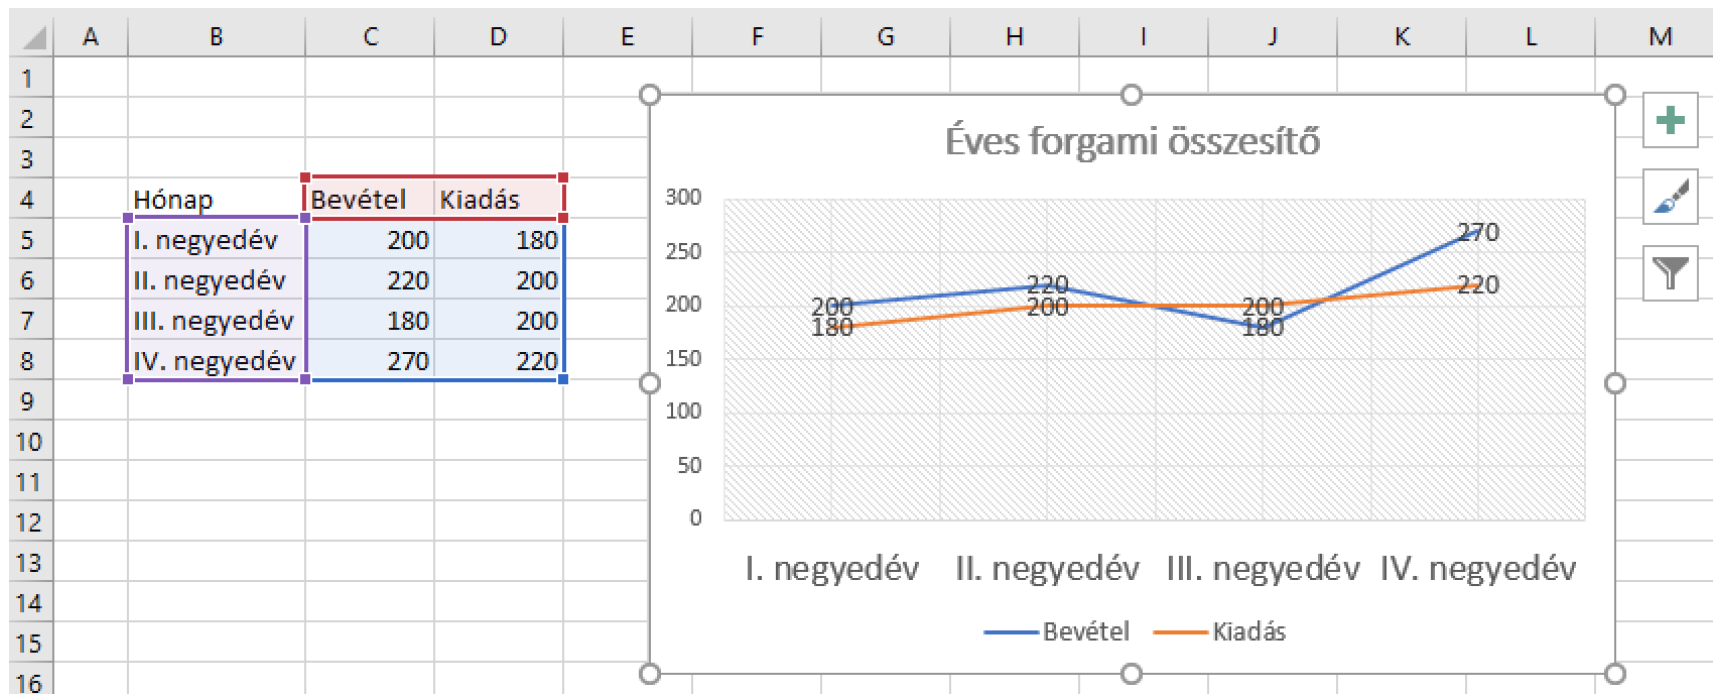 A B C D E F G H I J K L M
1
2
3
4 Hónap Bevétel Kiadás
5 I. negyedév 200 180
6 II. negyedév 220 200
7 III. negyedév 180 200
8 IV. negyedév 270 220
9
10
11
12
13
14
15
16
Éves forgami összesítő
300
250
200
150
100
50
0
200 220 180 270
180 200 200 220
I. negyedév II. negyedév III. negyedév IV. negyedév
Bevétel Kiadás